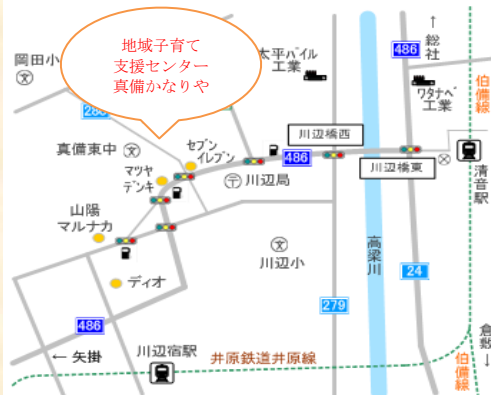 地域子育て
支援センター
真備かなりや
岡田小
文
太平パイル
工業
↑
総社
486
ワタナベ
工業
伯備線
真備東中
文
セブン
イレブン
486
川辺橋西
川辺橋東
清音駅
マツヤ
デンキ
〒
川辺局
山陽
マルナカ
文
川辺小
高梁川
24
ディオ
279
486
← 矢掛
川辺宿駅
井原鉄道井原線
倉敷
↓
伯備線